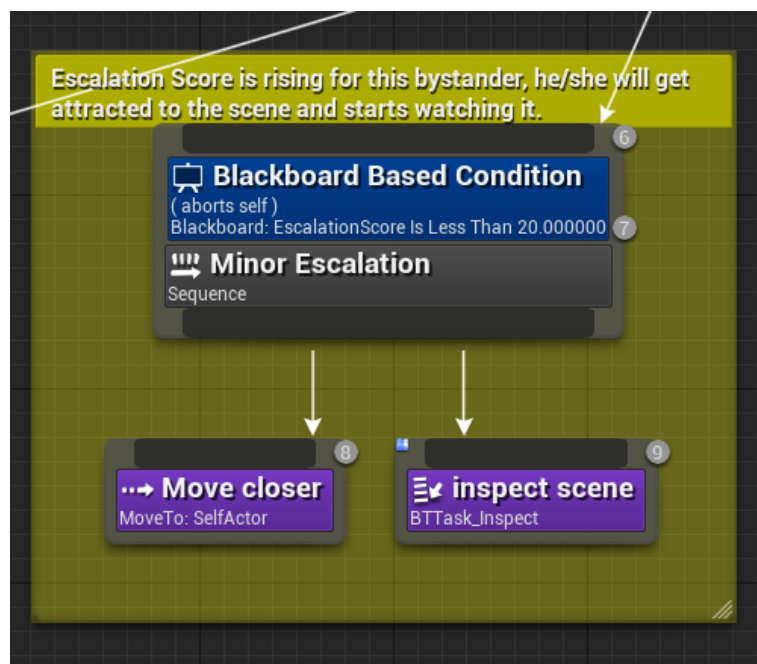 Escalation Score is rising for this bystander, he/she will get
attracted to the scene and starts watching it.
6
Blackboard Based Condition
( aborts self )
Blackboard: EscalationScore Is Less Than 20.000000
7
Minor Escalation
Sequence
8
9
Move closer
MoveTo: SelfActor
inspect scene
BTTask_Inspect